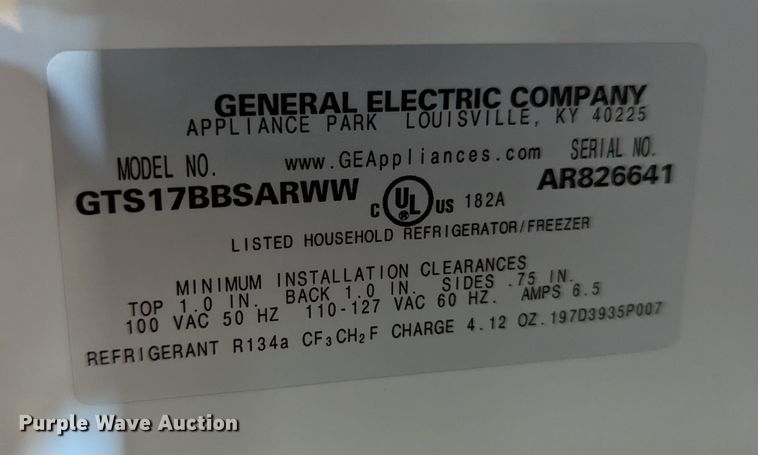 GENERAL ELECTRIC COMPANY
APPLIANCE PARK LOUISVILLE, KY 40225
MODEL NO. www.GEAppliances.com SERIAL NO.
GTS17BBSARWW C UL ® US 182A AR826641
LISTED HOUSEHOLD REFRIGERATOR/FREEZER
MINIMUM INSTALLATION CLEARANCES
TOP 1.0 IN. BACK 1.0 IN. SIDES .75 IN.
100 VAC 50 HZ 110-127 VAC 60 HZ. AMPS 6.5
REFRIGERANT R134a CF₃CH₂F CHARGE 4.12 OZ.197D3935P007
Purple Wave Auction